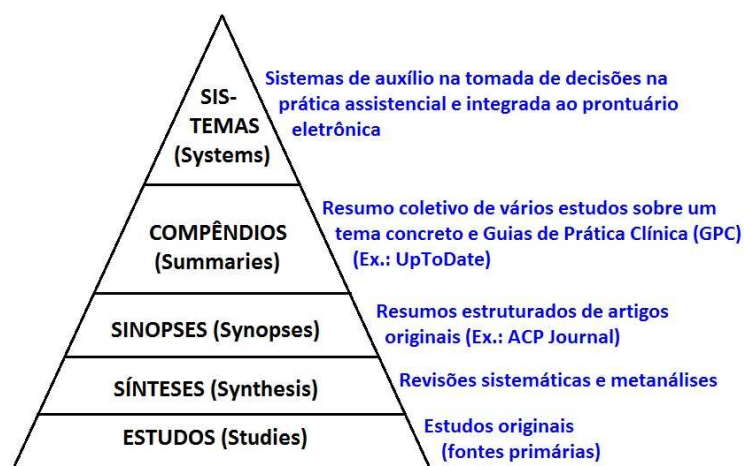 SIS-
TEMAS
(Systems)
Sistemas de auxílio na tomada de decisões na
prática assistencial e integrada ao prontuário
eletrônica
COMPÊNDIOS
(Summaries)
Resumo coletivo de vários estudos sobre um
tema concreto e Guias de Prática Clínica (GPC)
(Ex.: UpToDate)
SINOPSES (Synopses)
Resumos estruturados de artigos
originais (Ex.: ACP Journal)
SÍNTESES (Synthesis)
Revisões sistemáticas e metanálises
ESTUDOS (Studies)
Estudos originais
(fontes primárias)